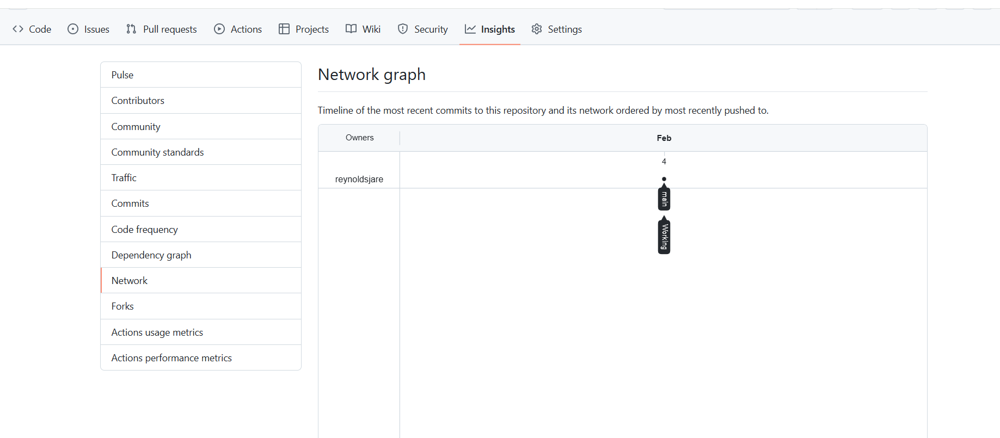 Code Issues Pull requests Actions Projects Wiki Security Insights Settings
Pulse
Contributors
Community
Community standards
Traffic
Commits
Code frequency
Dependency graph
Network
Forks
Actions usage metrics
Actions performance metrics
Network graph
Timeline of the most recent commits to this repository and its network ordered by most recently pushed to.
Owners Feb
4
reynoldsjare
main
Working